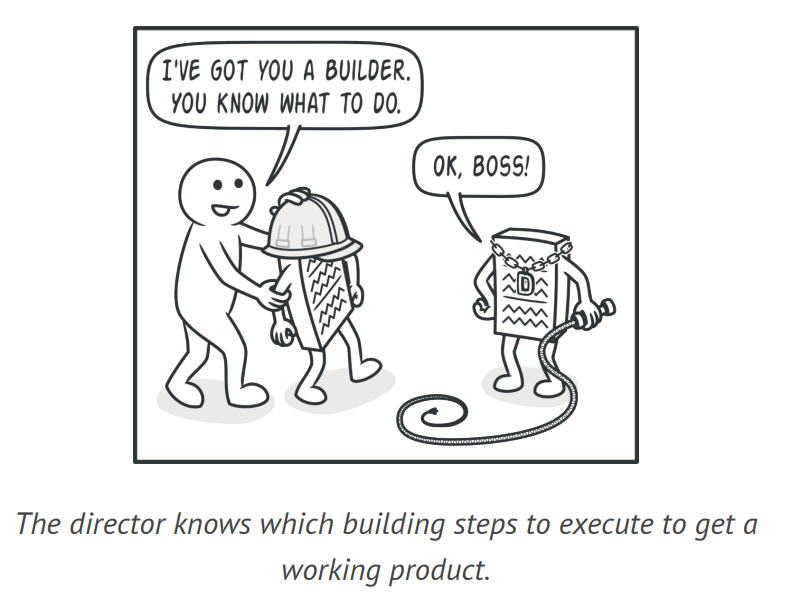 I'VE GOT YOU A BUILDER.
YOU KNOW WHAT TO DO.
OK, BOSS!
D
The director knows which building steps to execute to get a
working product.